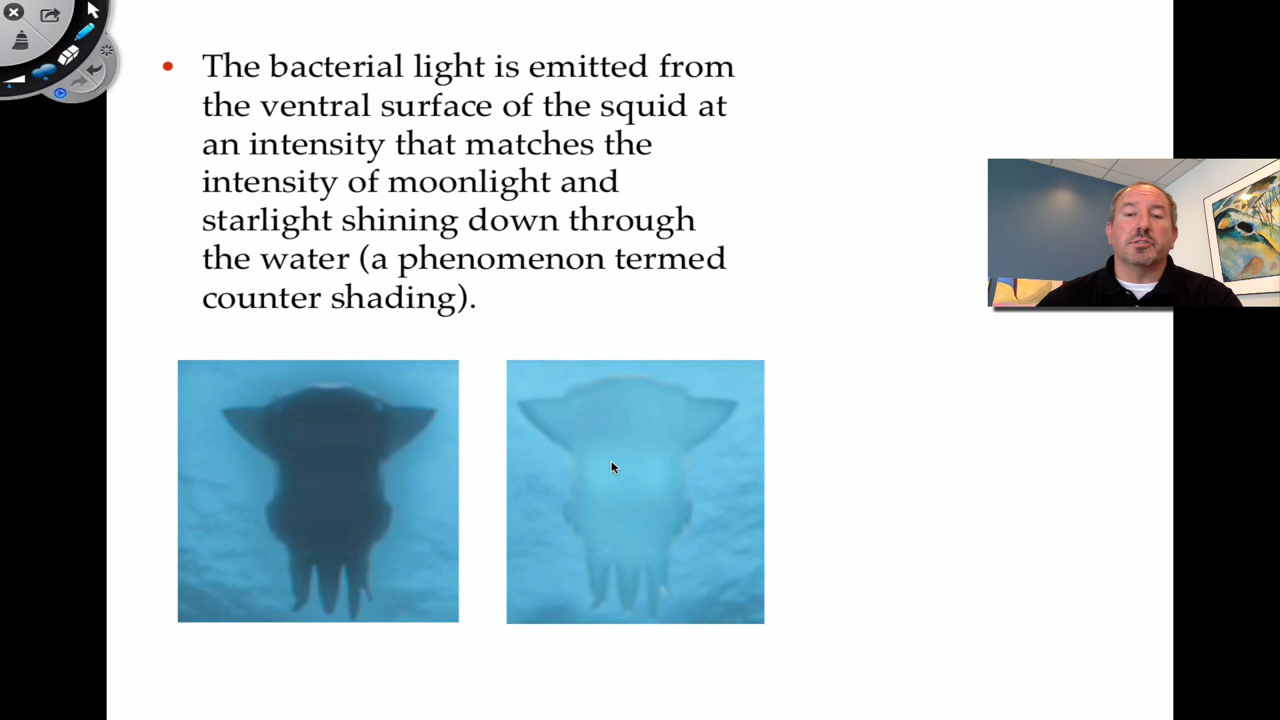 • The bacterial light is emitted from
the ventral surface of the squid at
an intensity that matches the
intensity of moonlight and
starlight shining down through
the water (a phenomenon termed
counter shading).